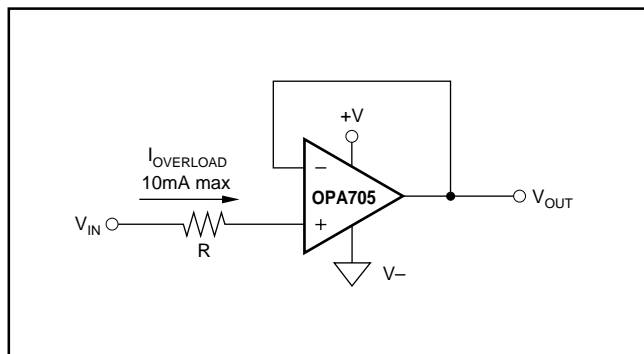 +V
I_OVERLOAD
10mA max
–
OPA705
V_OUT
V_IN
+
R
V–